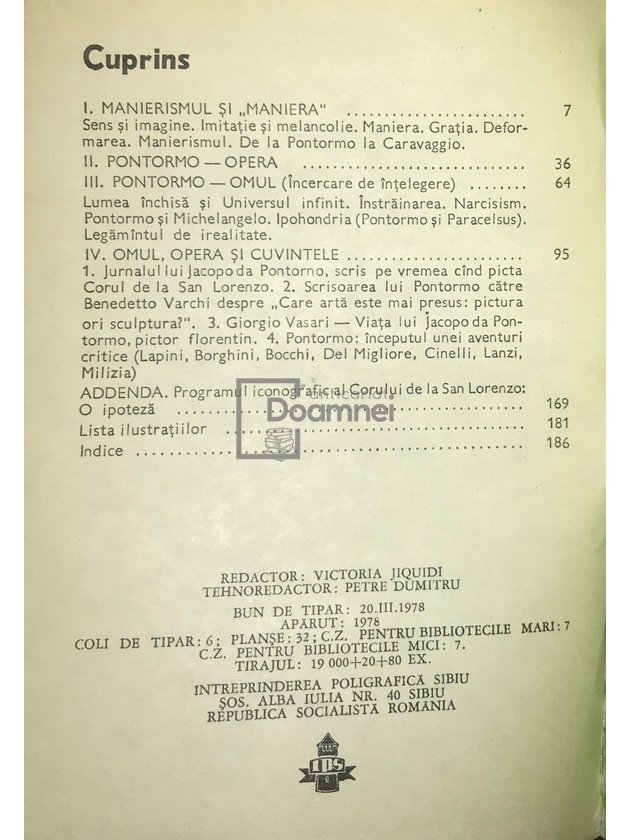 Cuprins
I. MANIERISMUL ȘI „MANIERA“ ........................ 7
Sens și imagine. Imitație și melancolie. Maniera. Grația. Defor-
marea. Manierismul. De la Pontormo la Caravaggio.
II. PONTORMO — OPERA ............................. 36
III. PONTORMO — OMUL (Încercare de înțelegere) ........ 64
Lumea închisă și Universul infinit. Înstrăinarea. Narcisism.
Pontormo și Michelangelo. Ipohondria (Pontormo și Paracelsus).
Legămîntul de irealitate.
IV. OMUL, OPERA ȘI CUVINTELE ........................ 95
1. Jurnalul lui Jacopo da Pontorno, scris pe vremea cînd picta
Corul de la San Lorenzo. 2. Scrisoarea lui Pontormo către
Benedetto Varchi despre „Care artă este mai presus: pictura
ori sculptura?“. 3. Giorgio Vasari — Viața lui Jacopo da Pon-
tormo, pictor florentin. 4. Pontormo: începutul unei aventuri
critice (Lapini, Borghini, Bocchi, Del Migliore, Cinelli, Lanzi,
Milizia)
ADDENDA. Programul iconografic al Corului de la San Lorenzo:
O ipoteză ........................................ 169
Lista ilustrațiilor ........................................ 181
Indice ........................................ 186
anticariat
Doamnei
REDACTOR: VICTORIA JIQUIDI
TEHNOREDACTOR: PETRE DUMITRU
BUN DE TIPAR: 20.III.1978
APĂRUT: 1978
COLI DE TIPAR: 6; PLANȘE: 32; C.Z. PENTRU BIBLIOTECILE MARI: 7
C.Z. PENTRU BIBLIOTECILE MICI: 7.
TIRAJUL: 19 000+20+80 EX.
ÎNTREPRINDEREA POLIGRAFICĂ SIBIU
ȘOS. ALBA IULIA NR. 40 SIBIU
REPUBLICA SOCIALISTĂ ROMÂNIA
IPS